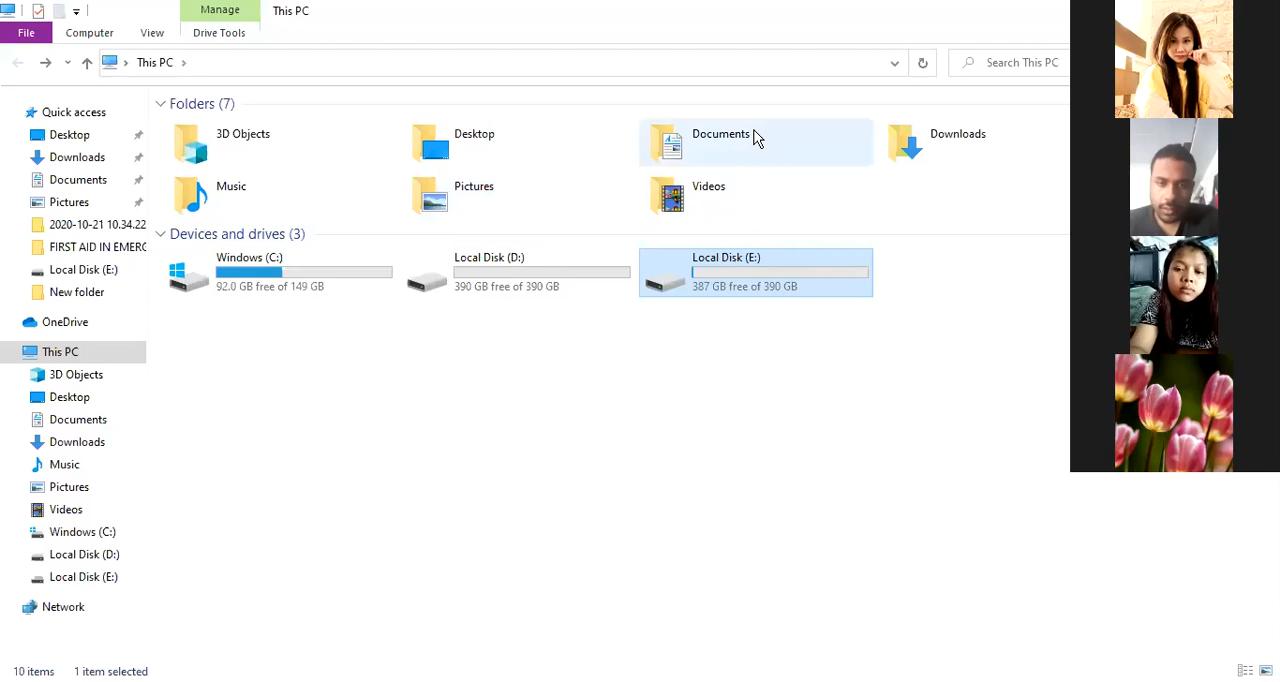 Manage
This PC
File
Computer
View
Drive Tools
This PC
Search This PC
Quick access
Desktop
Downloads
Documents
Pictures
2020-10-21 10.34.22
FIRST AID IN EMERG
Local Disk (E:)
New folder
OneDrive
This PC
3D Objects
Desktop
Documents
Downloads
Music
Pictures
Videos
Windows (C:)
Local Disk (D:)
Local Disk (E:)
Network
Folders (7)
3D Objects
Desktop
Documents
Downloads
Music
Pictures
Videos
Devices and drives (3)
Windows (C:)
92.0 GB free of 149 GB
Local Disk (D:)
390 GB free of 390 GB
Local Disk (E:)
387 GB free of 390 GB
10 items
1 item selected